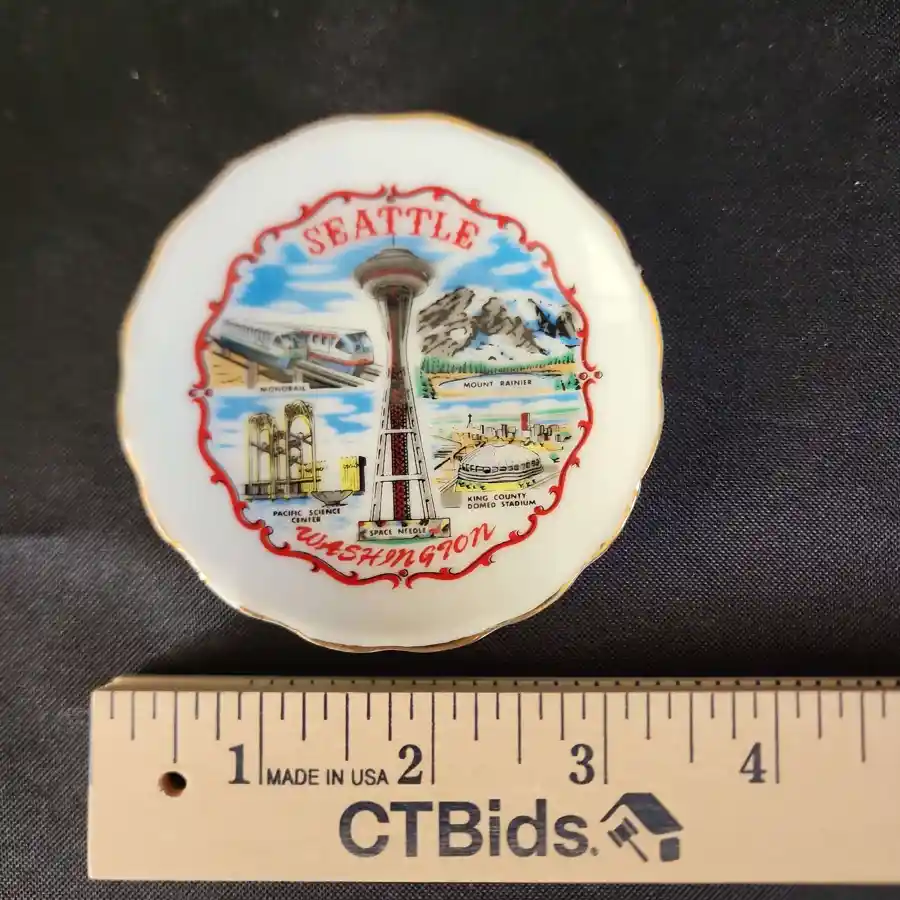 SEATTLE
MONORAIL
MOUNT RAINIER
PACIFIC SCIENCE
CENTER
KING COUNTY
DOMED STADIUM
SPACE NEEDLE
WASHINGTON
1 MADE IN USA 2 3 4
CTBids.